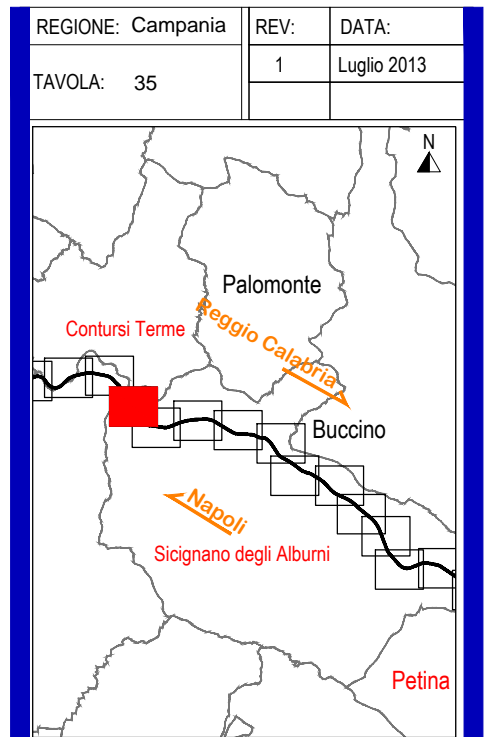 REGIONE: Campania
REV:
DATA:
TAVOLA: 35
1
Luglio 2013
N
Palomonte
Reggio Calabria
Contursi Terme
Buccino
Napoli
Sicignano degli Alburni
Petina